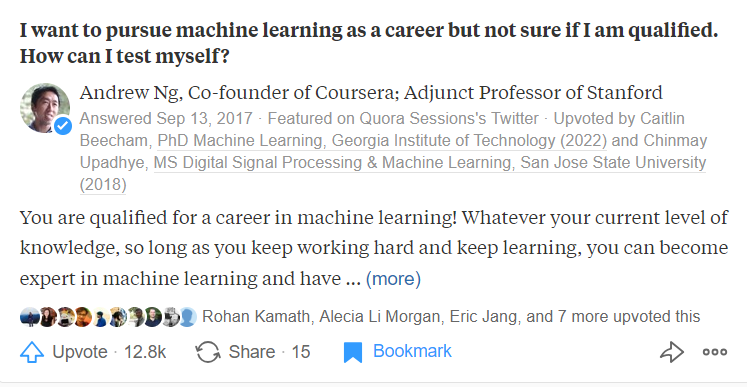 I want to pursue machine learning as a career but not sure if I am qualified.
How can I test myself?
Andrew Ng, Co-founder of Coursera; Adjunct Professor of Stanford
Answered Sep 13, 2017 · Featured on Quora Sessions's Twitter · Upvoted by Caitlin
Beecham, PhD Machine Learning, Georgia Institute of Technology (2022) and Chinmay
Upadhye, MS Digital Signal Processing & Machine Learning, San Jose State University
(2018)
You are qualified for a career in machine learning! Whatever your current level of
knowledge, so long as you keep working hard and keep learning, you can become
expert in machine learning and have ... (more)
Rohan Kamath, Alecia Li Morgan, Eric Jang, and 7 more upvoted this
Upvote · 12.8k Share · 15 Bookmark